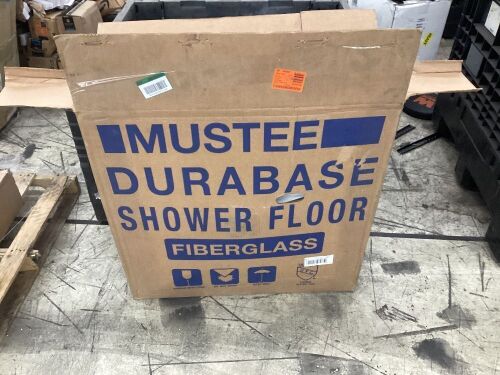 MUSTEE
DURABASE
SHOWER FLOOR
FIBERGLASS